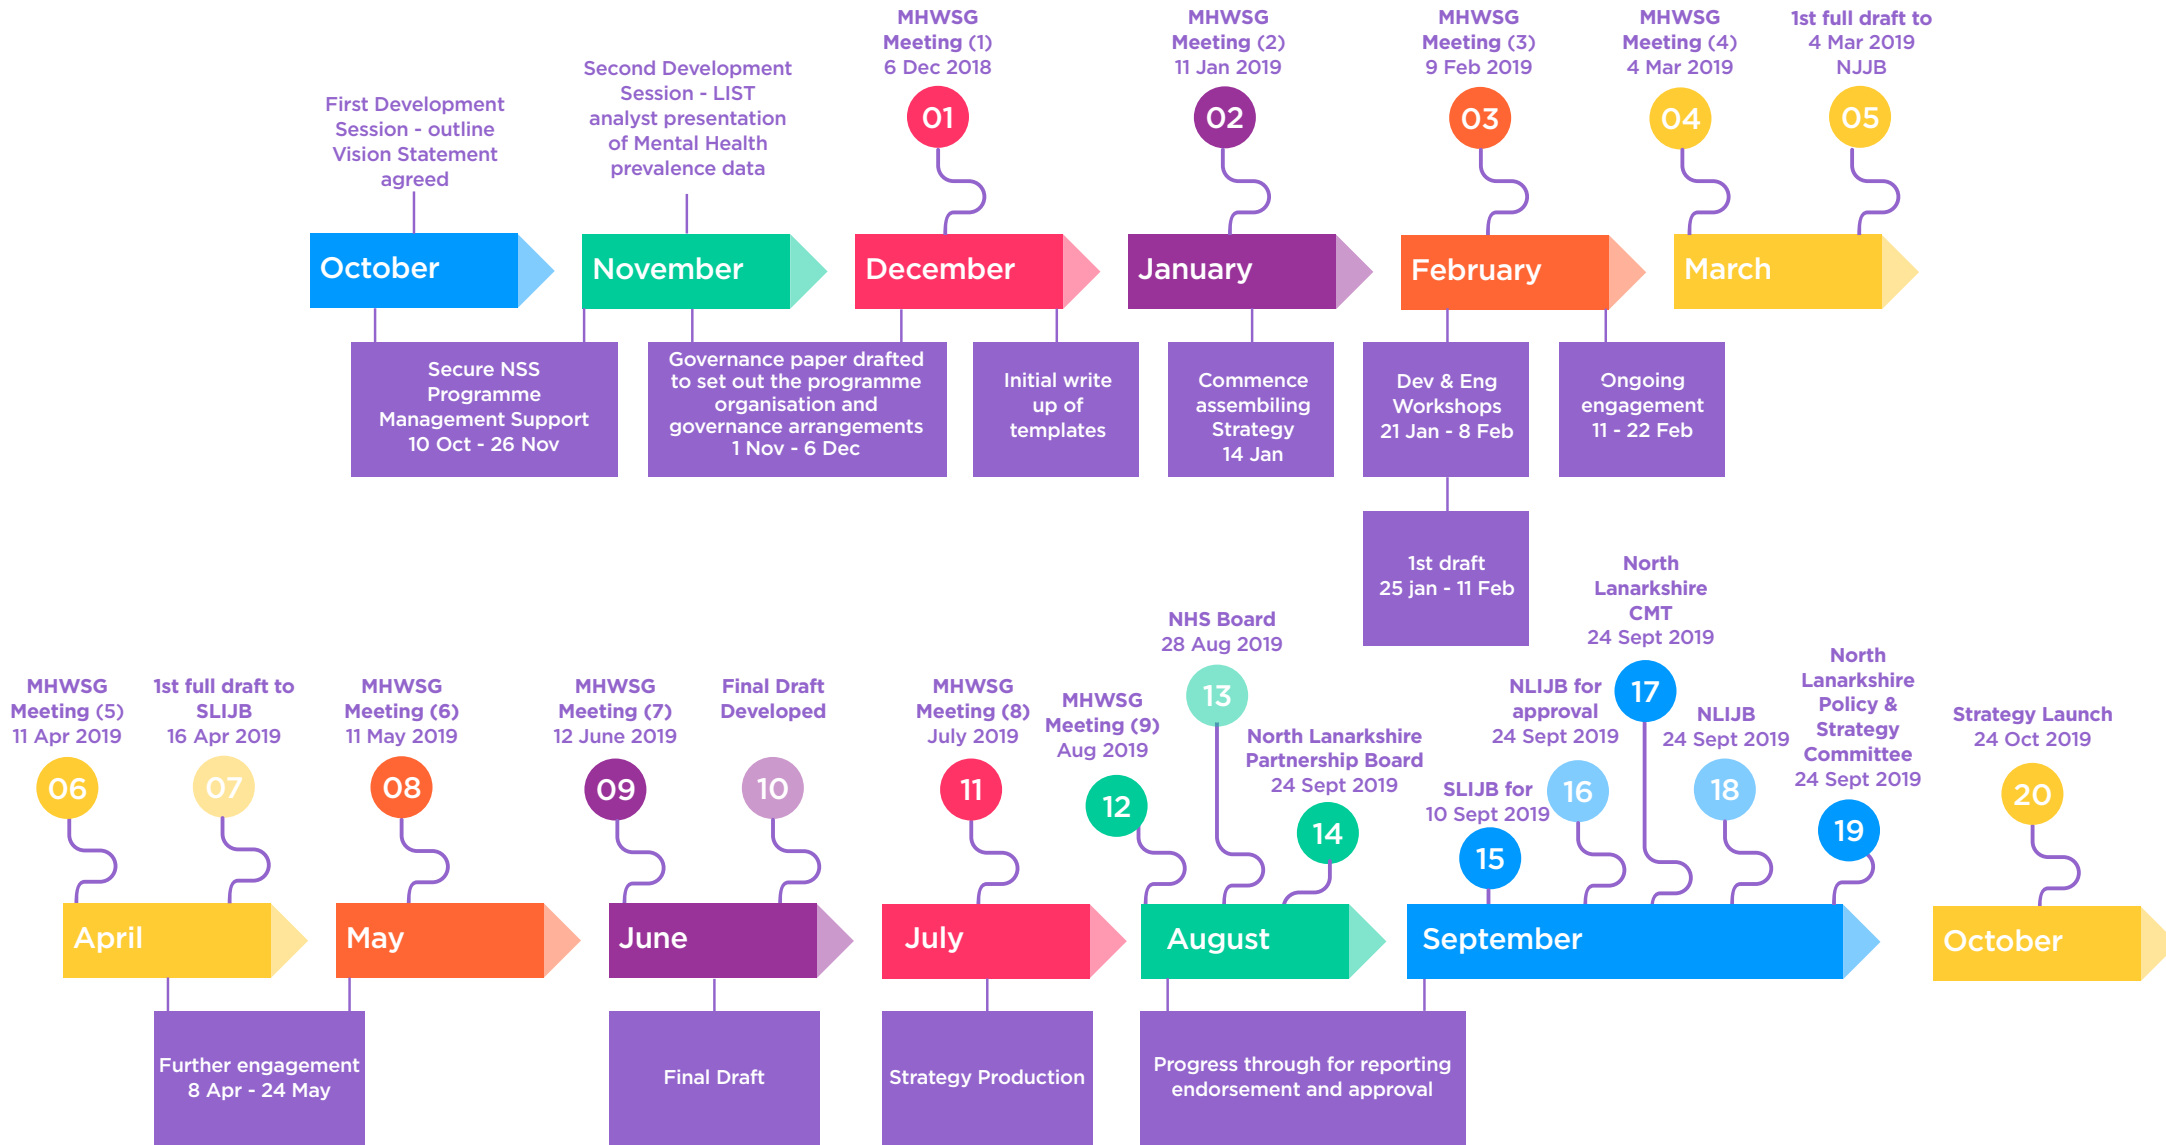 First Development
Session - outline
Vision Statement
agreed
Second Development
Session - LIST
analyst presentation
of Mental Health
prevalence data
MHWSG
Meeting (1)
6 Dec 2018
01
MHWSG
Meeting (2)
11 Jan 2019
02
MHWSG
Meeting (3)
9 Feb 2019
03
MHWSG
Meeting (4)
4 Mar 2019
04
1st full draft to
4 Mar 2019
NJJB
05
October
November
December
January
February
March
Secure NSS
Programme
Management Support
10 Oct - 26 Nov
Governance paper drafted
to set out the programme
organisation and
governance arrangements
1 Nov - 6 Dec
Initial write
up of
templates
Commence
assembiling
Strategy
14 Jan
Dev & Eng
Workshops
21 Jan - 8 Feb
Ongoing
engagement
11 - 22 Feb
1st draft
25 jan - 11 Feb
MHWSG
Meeting (5)
11 Apr 2019
06
1st full draft to
SLIJB
16 Apr 2019
07
MHWSG
Meeting (6)
11 May 2019
08
MHWSG
Meeting (7)
12 June 2019
09
Final Draft
Developed
10
MHWSG
Meeting (8)
July 2019
11
MHWSG
Meeting (9)
Aug 2019
12
NHS Board
28 Aug 2019
13
North Lanarkshire
Partnership Board
24 Sept 2019
14
SLIJB for
10 Sept 2019
15
NLIJB for
approval
24 Sept 2019
16
North
Lanarkshire
CMT
24 Sept 2019
17
NLIJB
24 Sept 2019
18
North
Lanarkshire
Policy &
Strategy
Committee
24 Sept 2019
19
Strategy Launch
24 Oct 2019
20
April
May
June
July
August
September
October
Further engagement
8 Apr - 24 May
Final Draft
Strategy Production
Progress through for reporting
endorsement and approval